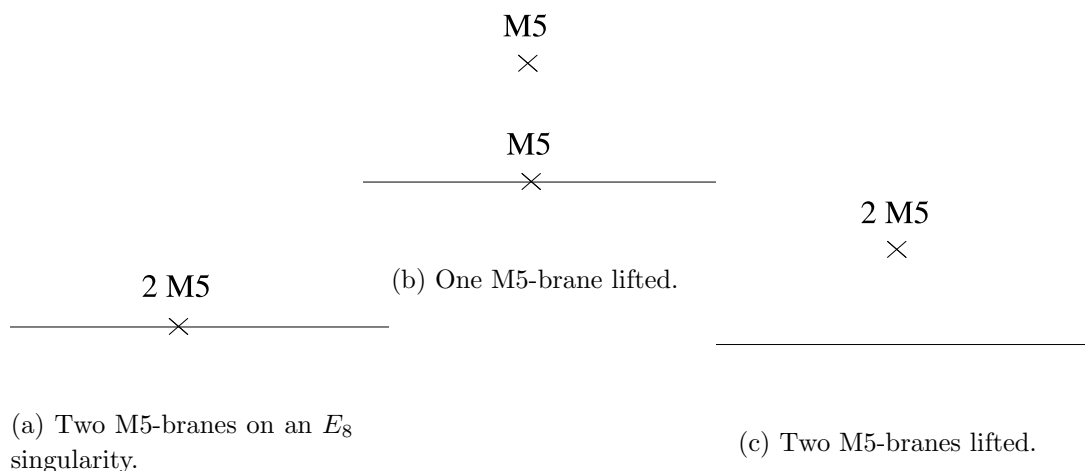 2 M5
(a) Two M5-branes on an $E_8$
singularity.
M5
M5
(b) One M5-brane lifted.
2 M5
(c) Two M5-branes lifted.